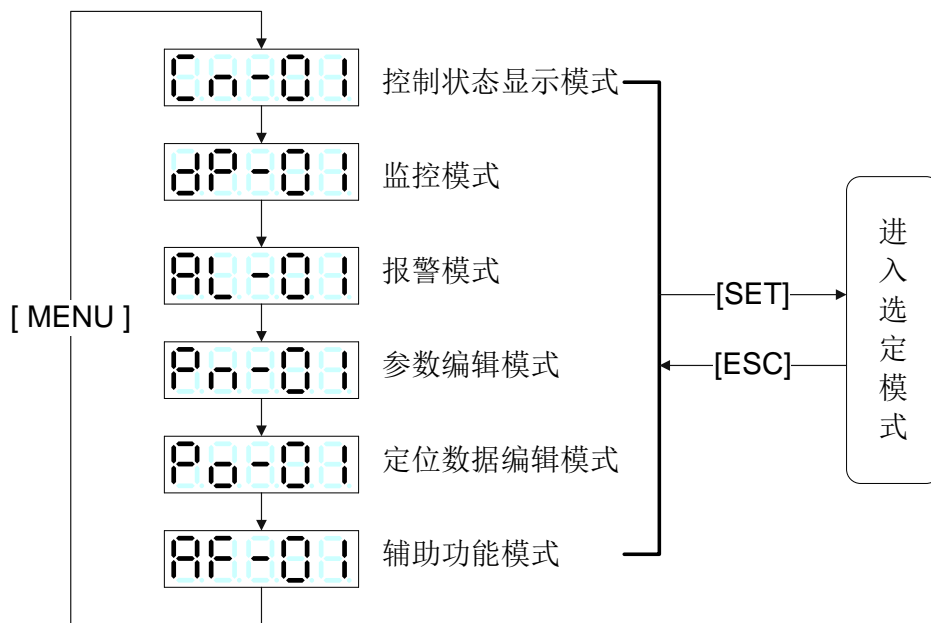 Cn-01 控制状态显示模式
dP-01 监控模式
AL-01 报警模式
[ MENU ]
Pn-01 参数编辑模式
Po-01 定位数据编辑模式
AF-01 辅助功能模式
[SET]
[ESC]
进入选定模式